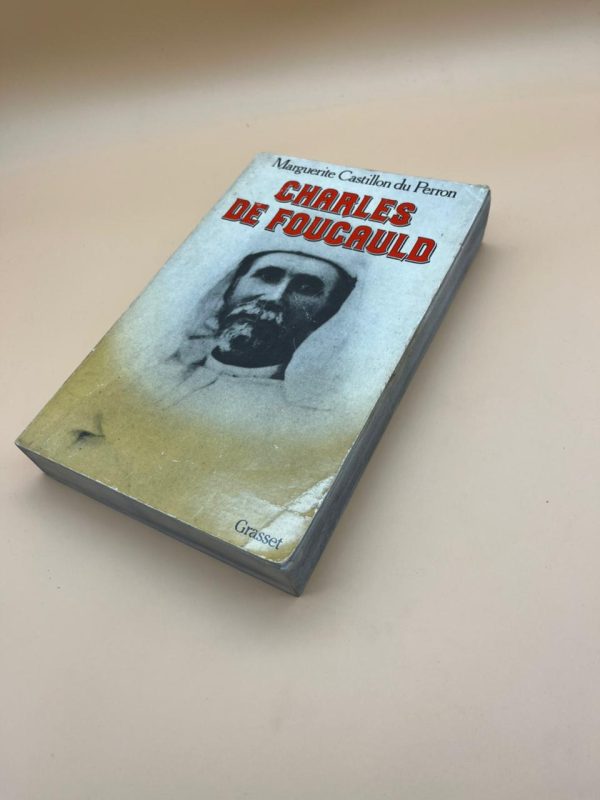 Marguerite Castillon du Perron
CHARLES
DE FOUCAULD
Grasset